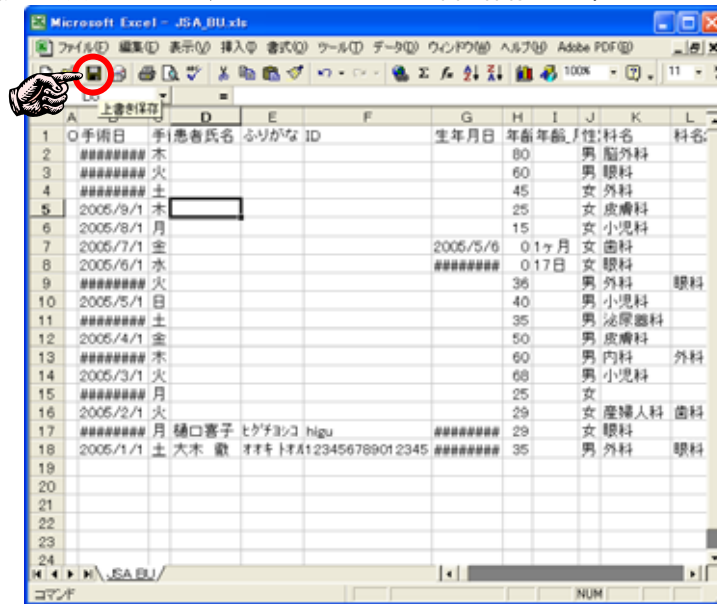 Microsoft Excel - JSA_BU.xls
ファイル(F) 編集(E) 表示(V) 挿入(I) 書式(O) ツール(T) データ(D) ウィンドウ(W) ヘルプ(H) Adobe PDF(B)
100% 11
上書き保存 =
A D E F G H I J K L
1 O 手術日 手 患者氏名 ふりがな ID 生年月日 年齢 年齢_ 性 科名 科名
2 ######## 木 80 男 脳外科
3 ######## 火 60 男 眼科
4 ######## 土 45 女 外科
5 2005/9/1 木 25 女 皮膚科
6 2005/8/1 月 15 女 小児科
7 2005/7/1 金 2005/5/6 0 1ヶ月 女 歯科
8 2005/6/1 水 ######## 0 17日 女 眼科
9 ######## 火 36 男 外科 眼科
10 2005/5/1 日 40 男 小児科
11 ######## 土 35 男 泌尿器科
12 2005/4/1 金 50 男 皮膚科
13 ######## 木 60 男 内科 外科
14 2005/3/1 火 68 男 小児科
15 ######## 月 25 女
16 2005/2/1 火 29 女 産婦人科 歯科
17 ######## 月 樋口喜子 ヒグチヨシコ higu ######## 29 女 眼科
18 2005/1/1 土 大木 徹 オオキ トオル 123456789012345 ######## 35 男 外科 眼科
19
20
21
22
23
24
JSA_BU
コマンド NUM